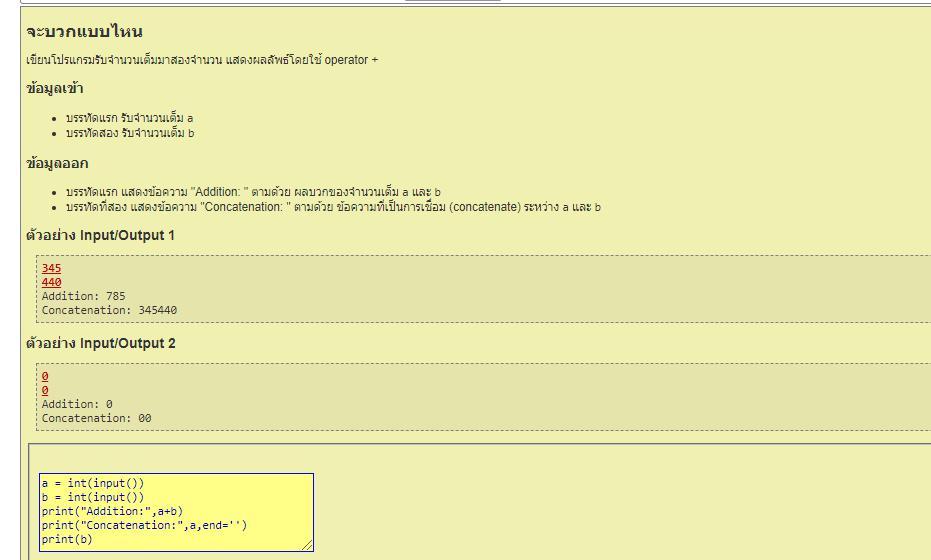 จะบวกแบบไหน
เขียนโปรแกรมรับจำนวนเต็มมาสองจำนวน แสดงผลลัพธ์โดยใช้ operator +
ข้อมูลเข้า
• บรรทัดแรก รับจำนวนเต็ม a
• บรรทัดสอง รับจำนวนเต็ม b
ข้อมูลออก
• บรรทัดแรก แสดงข้อความ "Addition: " ตามด้วย ผลบวกของจำนวนเต็ม a และ b
• บรรทัดที่สอง แสดงข้อความ "Concatenation: " ตามด้วย ข้อความที่เป็นการเชื่อม (concatenate) ระหว่าง a และ b
ตัวอย่าง Input/Output 1
345
440
Addition: 785
Concatenation: 345440
ตัวอย่าง Input/Output 2
0
0
Addition: 0
Concatenation: 00
a = int(input())
b = int(input())
print("Addition:",a+b)
print("Concatenation:",a,end='')
print(b)